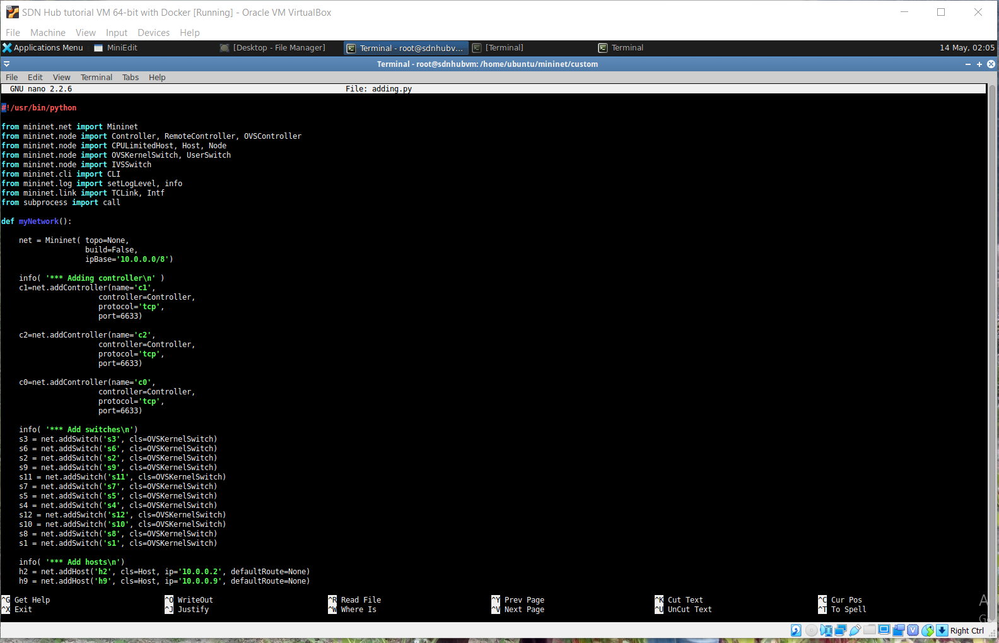 SDN Hub tutorial VM 64-bit with Docker [Running] - Oracle VM VirtualBox
File Machine View Input Devices Help
Applications Menu MiniEdit [Desktop - File Manager] Terminal - root@sdnhubv... [Terminal] Terminal 14 May, 02:05
Terminal - root@sdnhubvm: /home/ubuntu/mininet/custom
File Edit View Terminal Tabs Help
GNU nano 2.2.6 File: adding.py
#!/usr/bin/python
from mininet.net import Mininet
from mininet.node import Controller, RemoteController, OVSController
from mininet.node import CPULimitedHost, Host, Node
from mininet.node import OVSKernelSwitch, UserSwitch
from mininet.node import IVSSwitch
from mininet.cli import CLI
from mininet.log import setLogLevel, info
from mininet.link import TCLink, Intf
from subprocess import call
def myNetwork():
net = Mininet( topo=None,
build=False,
ipBase='10.0.0.0/8')
info( '*** Adding controller\n' )
c1=net.addController(name='c1',
controller=Controller,
protocol='tcp',
port=6633)
c2=net.addController(name='c2',
controller=Controller,
protocol='tcp',
port=6633)
c0=net.addController(name='c0',
controller=Controller,
protocol='tcp',
port=6633)
info( '*** Add switches\n')
s3 = net.addSwitch('s3', cls=OVSKernelSwitch)
s6 = net.addSwitch('s6', cls=OVSKernelSwitch)
s2 = net.addSwitch('s2', cls=OVSKernelSwitch)
s9 = net.addSwitch('s9', cls=OVSKernelSwitch)
s11 = net.addSwitch('s11', cls=OVSKernelSwitch)
s7 = net.addSwitch('s7', cls=OVSKernelSwitch)
s5 = net.addSwitch('s5', cls=OVSKernelSwitch)
s4 = net.addSwitch('s4', cls=OVSKernelSwitch)
s12 = net.addSwitch('s12', cls=OVSKernelSwitch)
s10 = net.addSwitch('s10', cls=OVSKernelSwitch)
s8 = net.addSwitch('s8', cls=OVSKernelSwitch)
s1 = net.addSwitch('s1', cls=OVSKernelSwitch)
info( '*** Add hosts\n')
h2 = net.addHost('h2', cls=Host, ip='10.0.0.2', defaultRoute=None)
h9 = net.addHost('h9', cls=Host, ip='10.0.0.9', defaultRoute=None)
^G Get Help ^O WriteOut ^R Read File ^Y Prev Page ^K Cut Text ^C Cur Pos
^X Exit ^J Justify ^W Where Is ^V Next Page ^U UnCut Text ^T To Spell
Right Ctrl